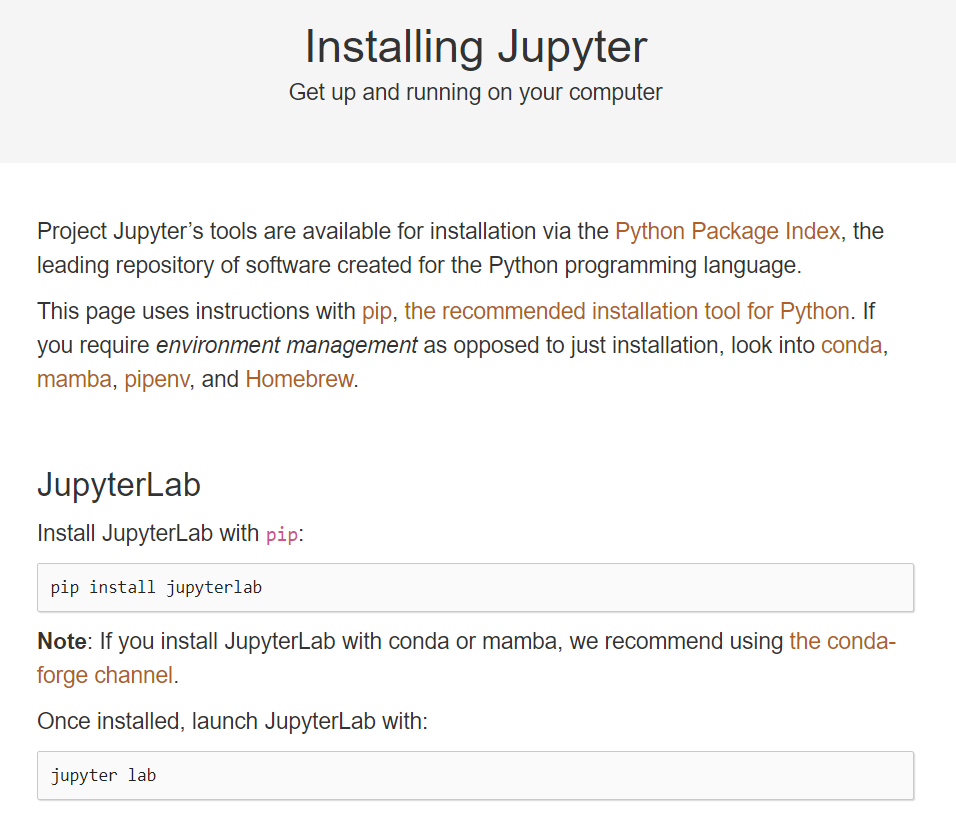 Installing Jupyter
Get up and running on your computer
Project Jupyter’s tools are available for installation via the Python Package Index, the
leading repository of software created for the Python programming language.
This page uses instructions with pip, the recommended installation tool for Python. If
you require environment management as opposed to just installation, look into conda,
mamba, pipenv, and Homebrew.
JupyterLab
Install JupyterLab with pip:
pip install jupyterlab
Note: If you install JupyterLab with conda or mamba, we recommend using the conda-
forge channel.
Once installed, launch JupyterLab with:
jupyter lab